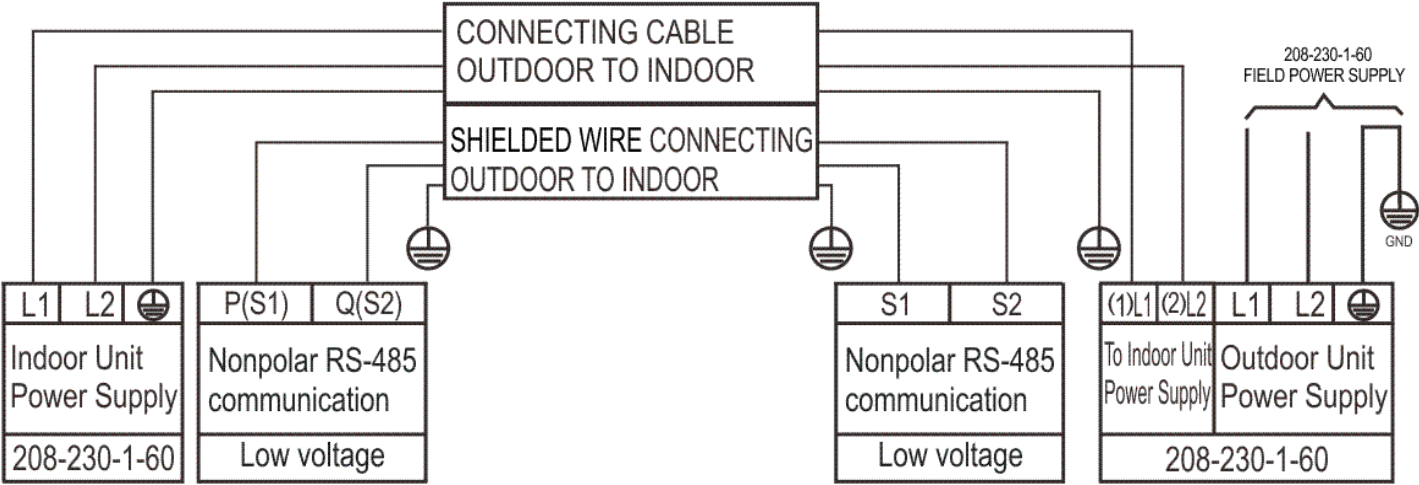 CONNECTING CABLE
OUTDOOR TO INDOOR
SHIELDED WIRE CONNECTING
OUTDOOR TO INDOOR
208-230-1-60
FIELD POWER SUPPLY
GND
L1 L2
Indoor Unit
Power Supply
208-230-1-60
P(S1) Q(S2)
Nonpolar RS-485
communication
Low voltage
S1 S2
Nonpolar RS-485
communication
Low voltage
(1)L1 (2)L2 L1 L2
To Indoor Unit
Power Supply
Outdoor Unit
Power Supply
208-230-1-60